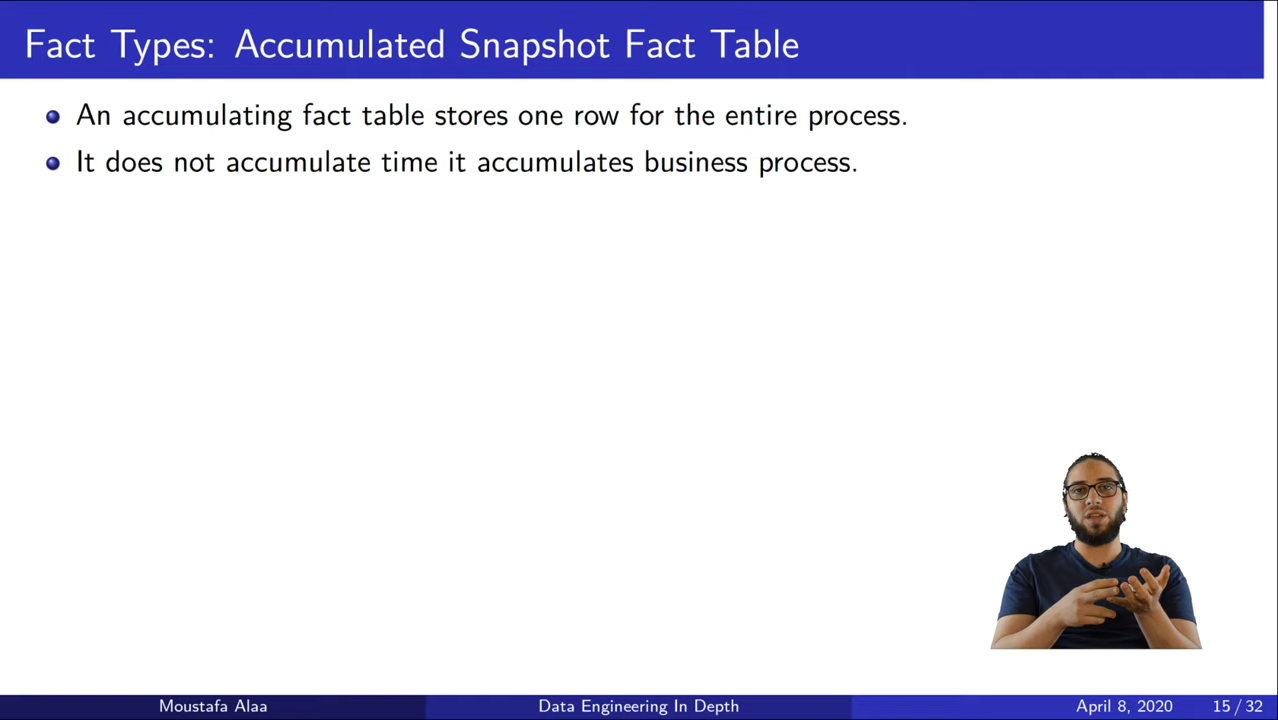 Fact Types: Accumulated Snapshot Fact Table
An accumulating fact table stores one row for the entire process.
It does not accumulate time it accumulates business process.
Moustafa Alaa
Data Engineering In Depth
April 8, 2020
15 / 32